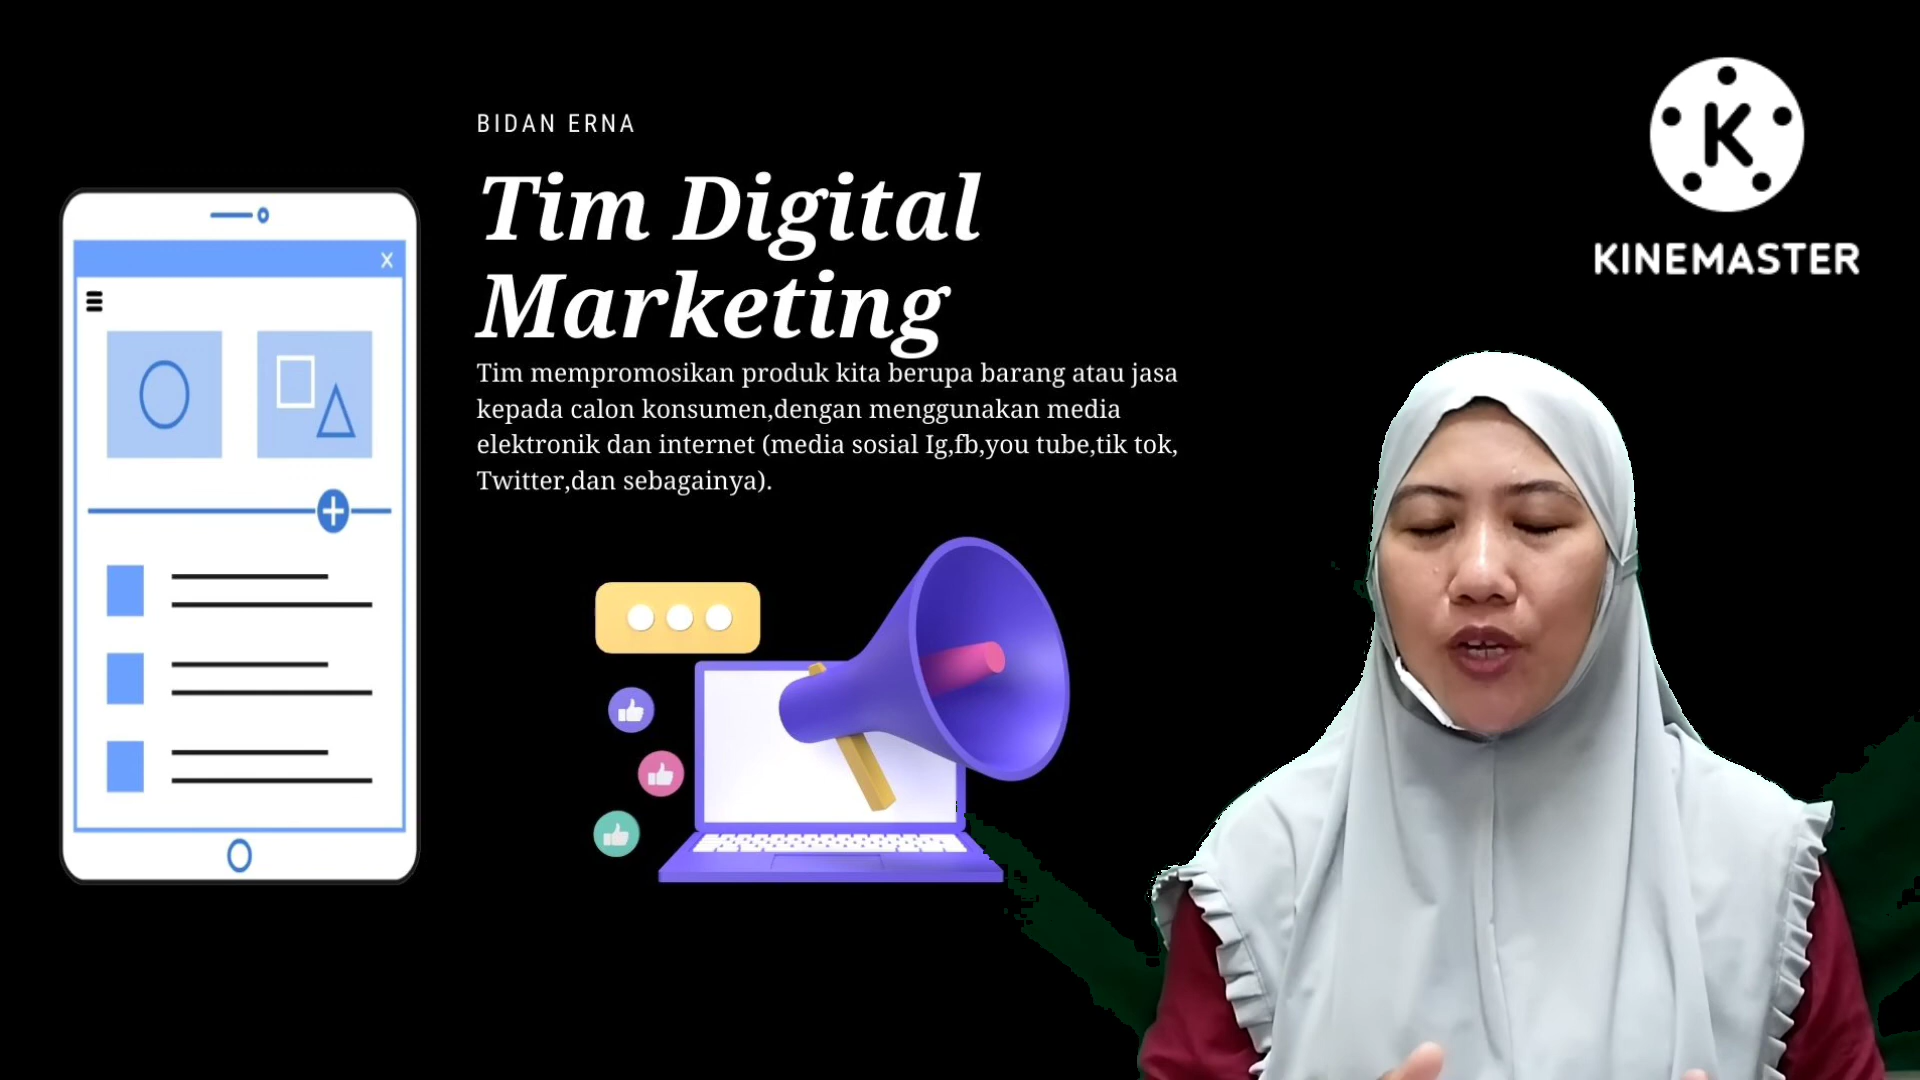 BIDAN ERNA
Tim Digital
Marketing
Tim mempromosikan produk kita berupa barang atau jasa
kepada calon konsumen,dengan menggunakan media
elektronik dan internet (media sosial Ig,fb,you tube,tik tok,
Twitter,dan sebagainya).
X
K
KINEMASTER